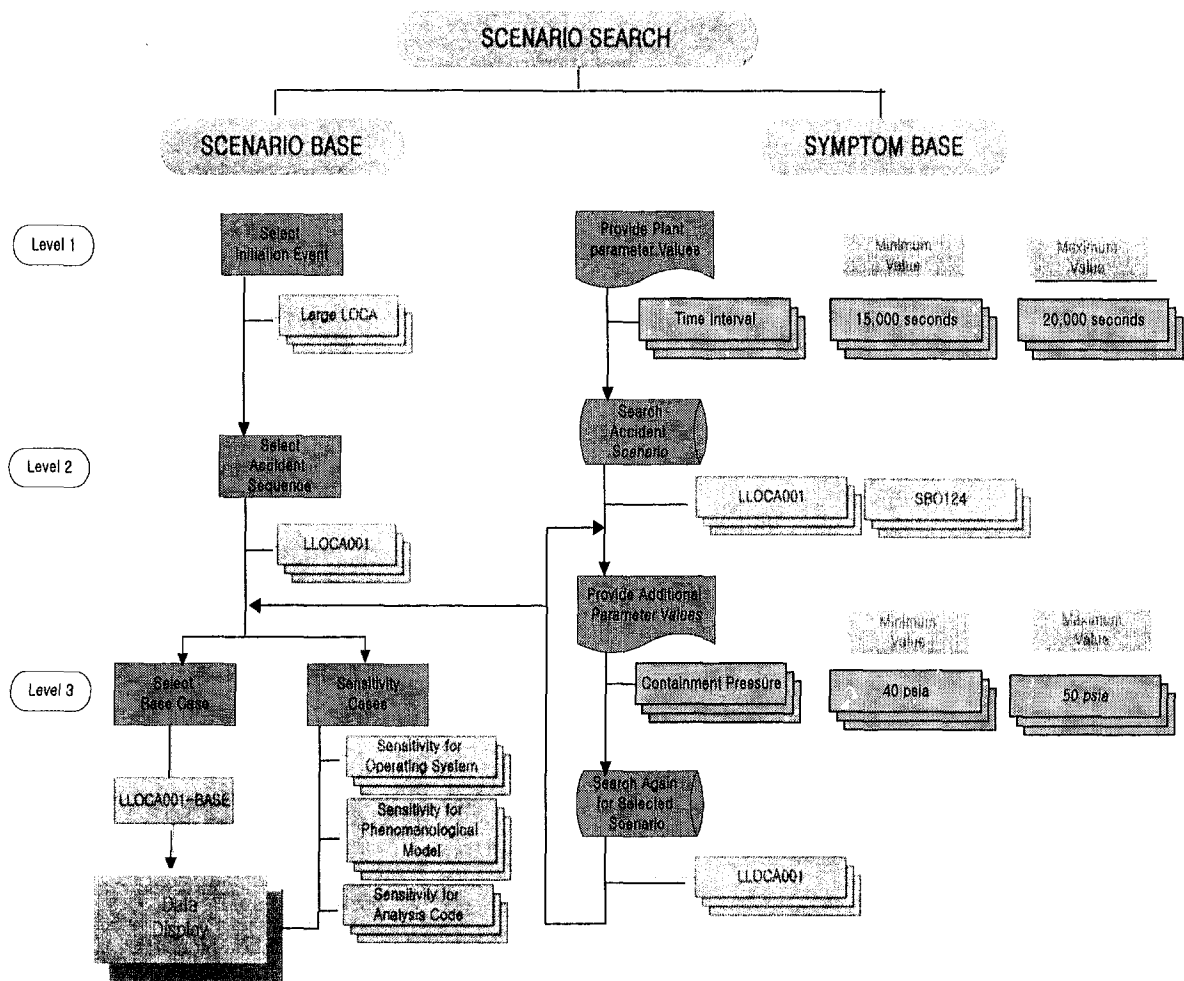 SCENARIO SEARCH
SCENARIO BASE
SYMPTOM BASE
Level 1
Select
Initiation Event
Provide Plant
parameter Values
Minimum
Value
Maximum
Value
Large LOCA
Time Interval
15,000 seconds
20,000 seconds
Search
Accident
Scenario
Level 2
Select
Accident
Sequence
LLOCA001
SBO124
LLOCA001
Provide Additional
Parameter Values
Minimum
Value
Maximum
Value
Level 3
Select
Base Case
Sensitivity
Cases
Containment Pressure
40 psia
50 psia
Sensitivity for
Operating System
LLOCA001-BASE
Search Again
for Selected
Scenario
Sensitivity for
Phenomenological
Model
LLOCA001
Sensitivity for
Analysis Code
Data
Display